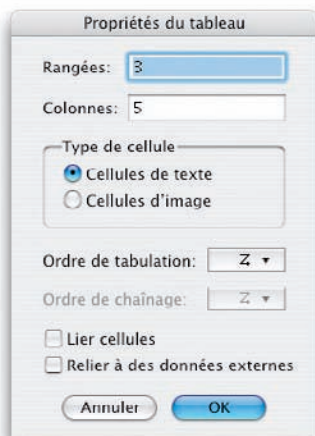 Propriétés du tableau
Rangées: 3
Colonnes: 5
Type de cellule
Cellules de texte
Cellules d'image
Ordre de tabulation: Z
Ordre de chaînage: Z
Lier cellules
Relier à des données externes
Annuler OK